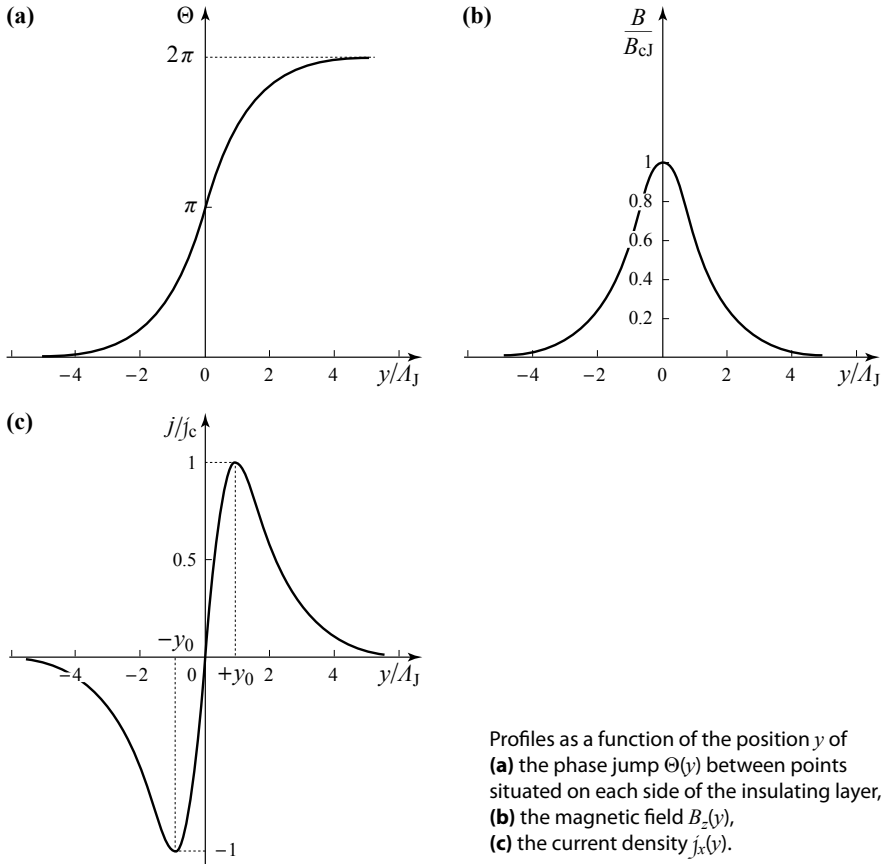 (a)
Θ
2π
π
−4
−2
0
2
4
y/Λ_J
(b)
B
B_cJ
1
0.8
0.6
0.4
0.2
−4
−2
0
2
4
y/Λ_J
(c)
j/j_c
1
0.5
−y_0
−4
−2
0
+y_0
2
4
y/Λ_J
−1
Profiles as a function of the position y of
(a) the phase jump Θ(y) between points
situated on each side of the insulating layer,
(b) the magnetic field B_z(y),
(c) the current density j_x(y).